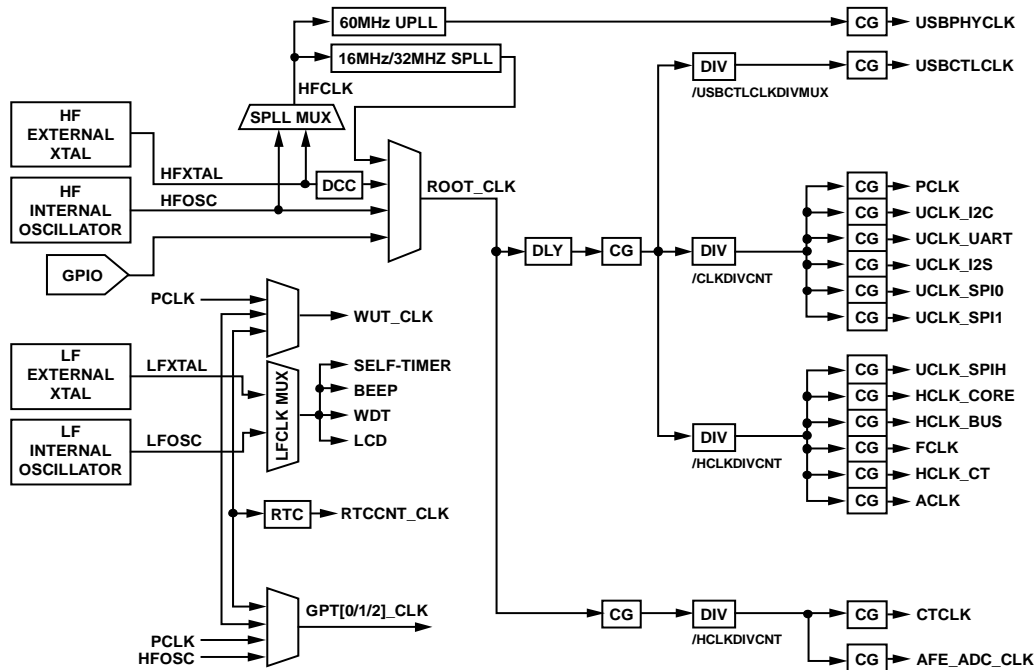 60MHz UPLL
CG
USBPHYCLK
16MHz/32MHZ SPLL
DIV
CG
USBCTLCLK
/USBCTLCLKDIVMUX
HFCLK
SPLL MUX
HF
EXTERNAL
XTAL
HFXTAL
DCC
ROOT_CLK
HF
INTERNAL
OSCILLATOR
HFOSC
GPIO
DLY
CG
DIV
/CLKDIVCNT
CG
PCLK
CG
UCLK_I2C
CG
UCLK_UART
CG
UCLK_I2S
CG
UCLK_SPI0
CG
UCLK_SPI1
PCLK
WUT_CLK
LF
EXTERNAL
XTAL
LFXTAL
LF
INTERNAL
OSCILLATOR
LFOSC
LFCLK MUX
SELF-TIMER
BEEP
WDT
LCD
DIV
/HCLKDIVCNT
CG
UCLK_SPIH
CG
HCLK_CORE
CG
HCLK_BUS
CG
FCLK
CG
HCLK_CT
CG
ACLK
RTC
RTCCNT_CLK
GPT[0/1/2]_CLK
PCLK
HFOSC
CG
DIV
/HCLKDIVCNT
CG
CTCLK
CG
AFE_ADC_CLK